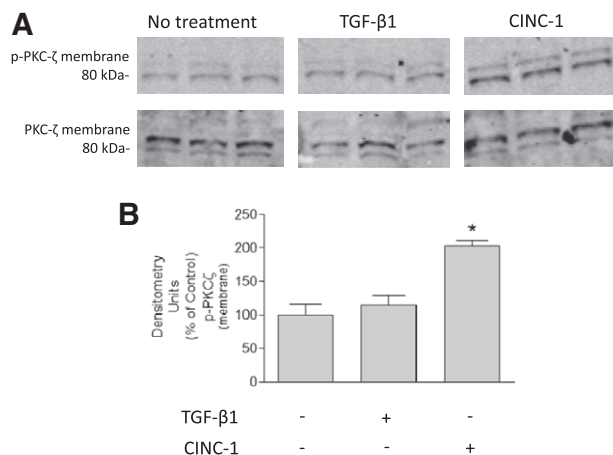 A
No treatment
TGF-β1
CINC-1
p-PKC-ζ membrane
80 kDa-
PKC-ζ membrane
80 kDa-
B
Densitometry
Units
(% of Control)
p-PKCζ
(membrane)
250
200
150
100
50
0
*
TGF-β1 - + -
CINC-1 - - +